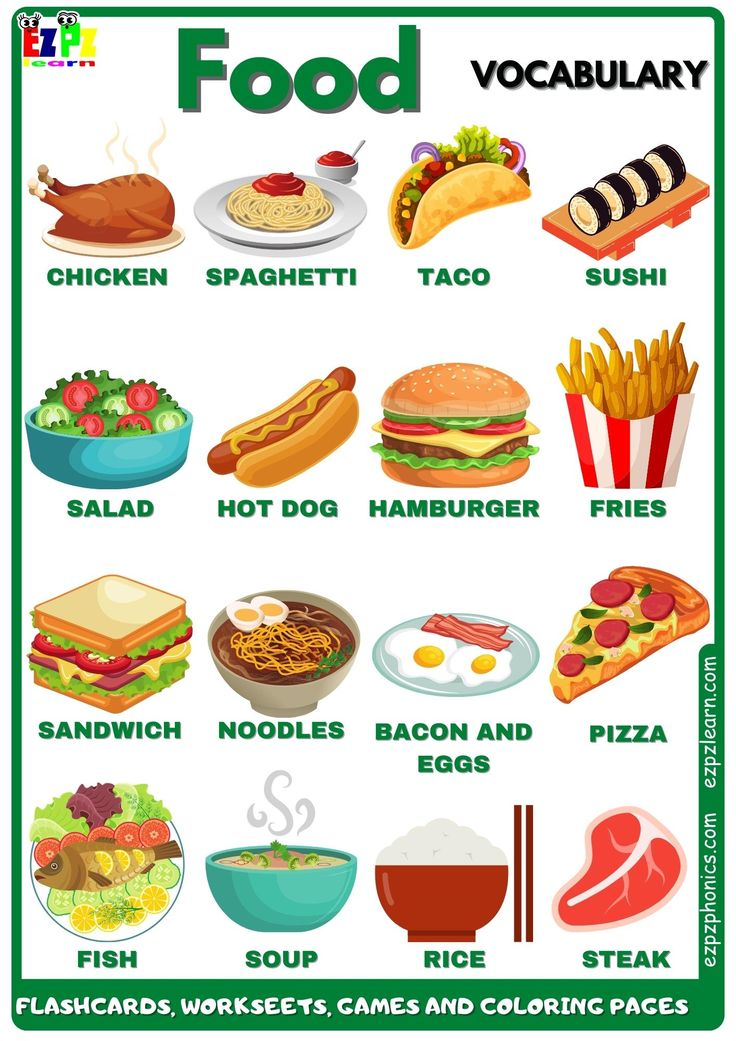 EZPZ
learn
Food
VOCABULARY
CHICKEN
SPAGHETTI
TACO
SUSHI
SALAD
HOT DOG
HAMBURGER
FRIES
SANDWICH
NOODLES
BACON AND
EGGS
PIZZA
FISH
SOUP
RICE
STEAK
ezpzphonics.com
ezpzlearn.com
FLASHCARDS, WORKSEETS, GAMES AND COLORING PAGES